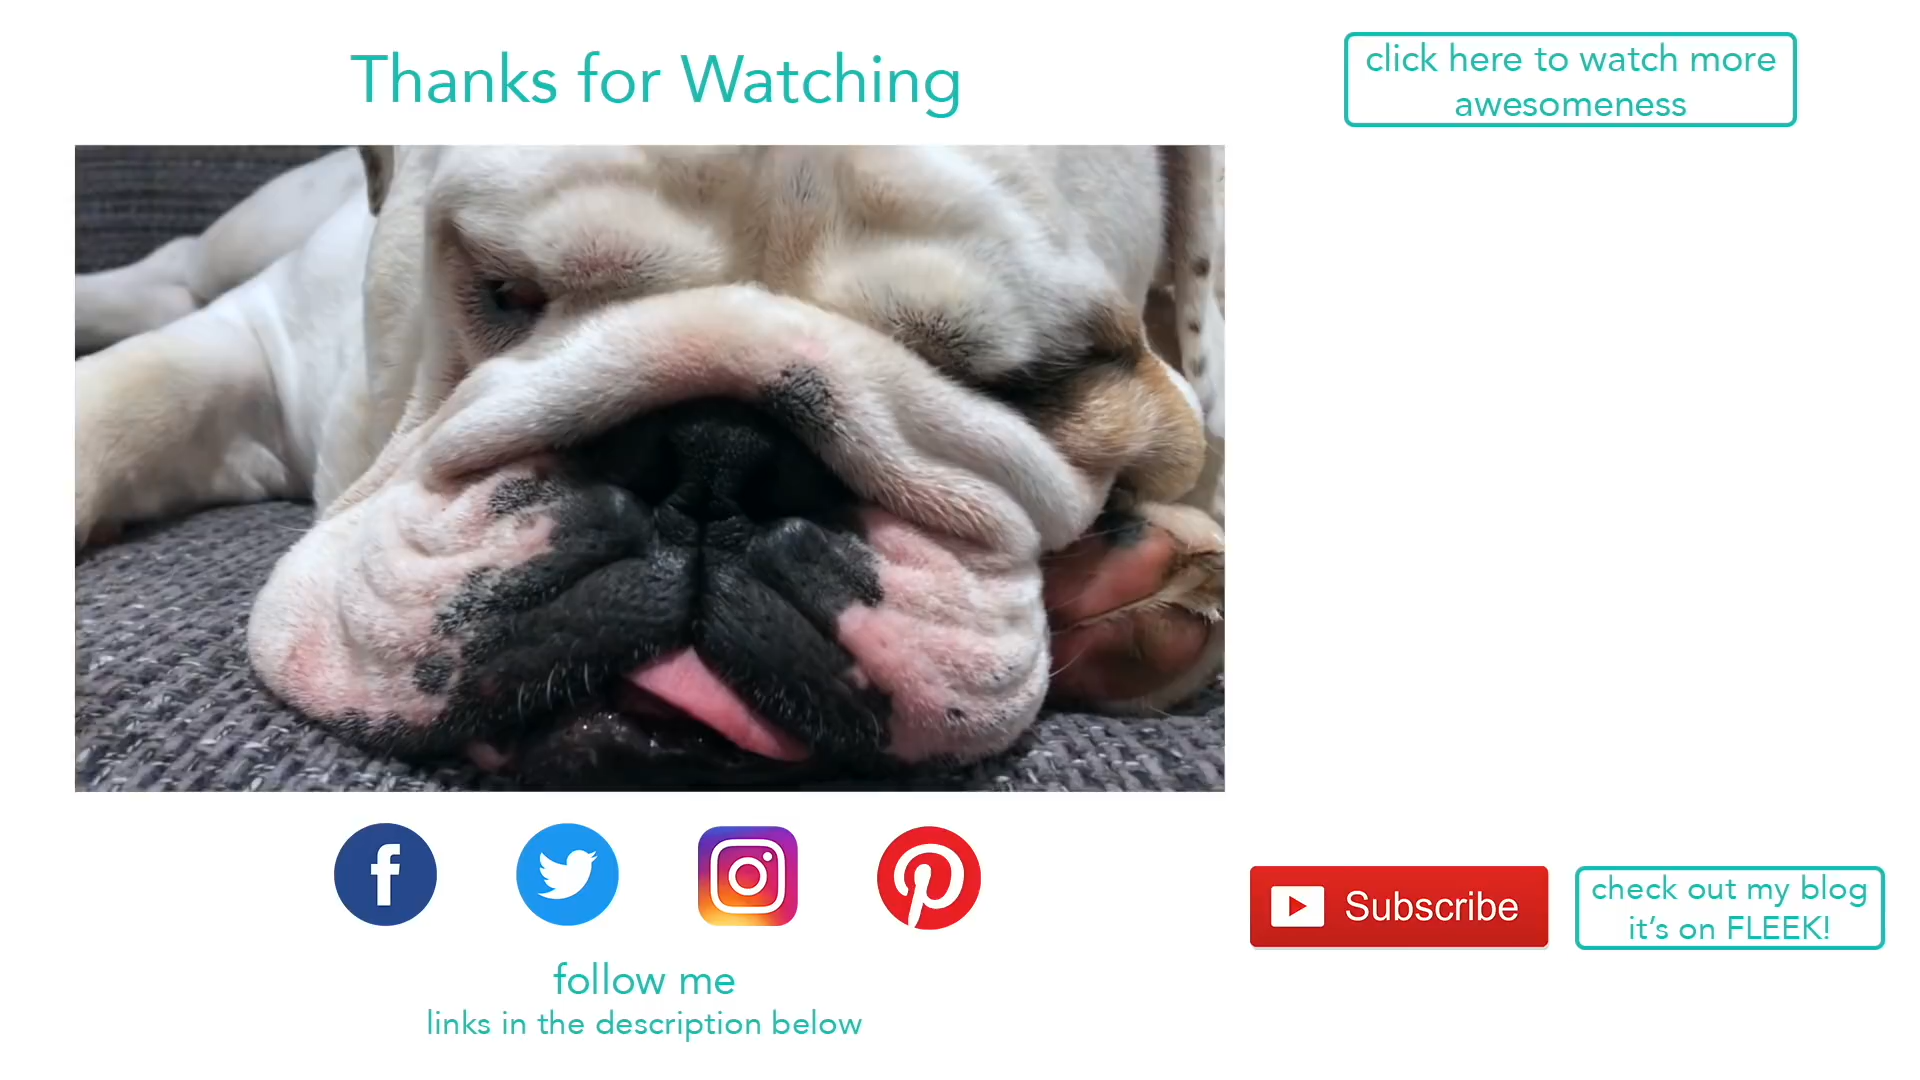 Thanks for Watching
click here to watch more
awesomeness
Subscribe
check out my blog
it's on FLEEK!
follow me
links in the description below